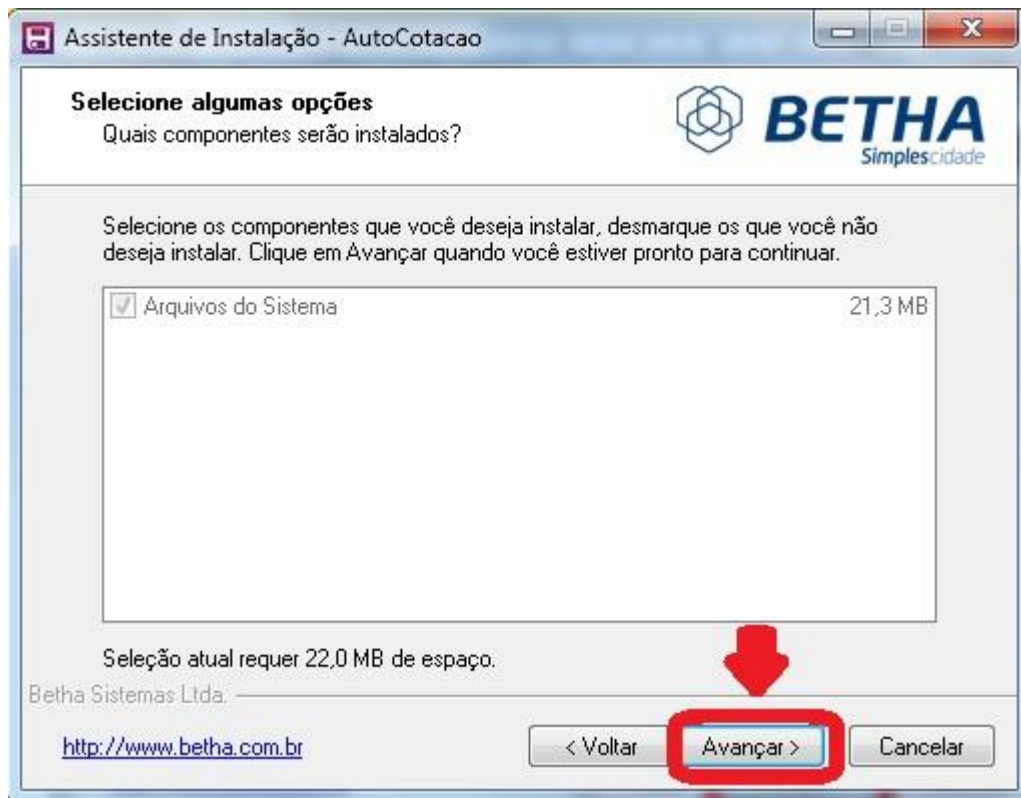 Assistente de Instalação - AutoCotacao
Selecione algumas opções
Quais componentes serão instalados?
BETHA
Simplescidade
Selecione os componentes que você deseja instalar, desmarque os que você não
deseja instalar. Clique em Avançar quando você estiver pronto para continuar.
Arquivos do Sistema 21,3 MB
Seleção atual requer 22,0 MB de espaço.
Betha Sistemas Ltda.
http://www.betha.com.br < Voltar Avançar > Cancelar